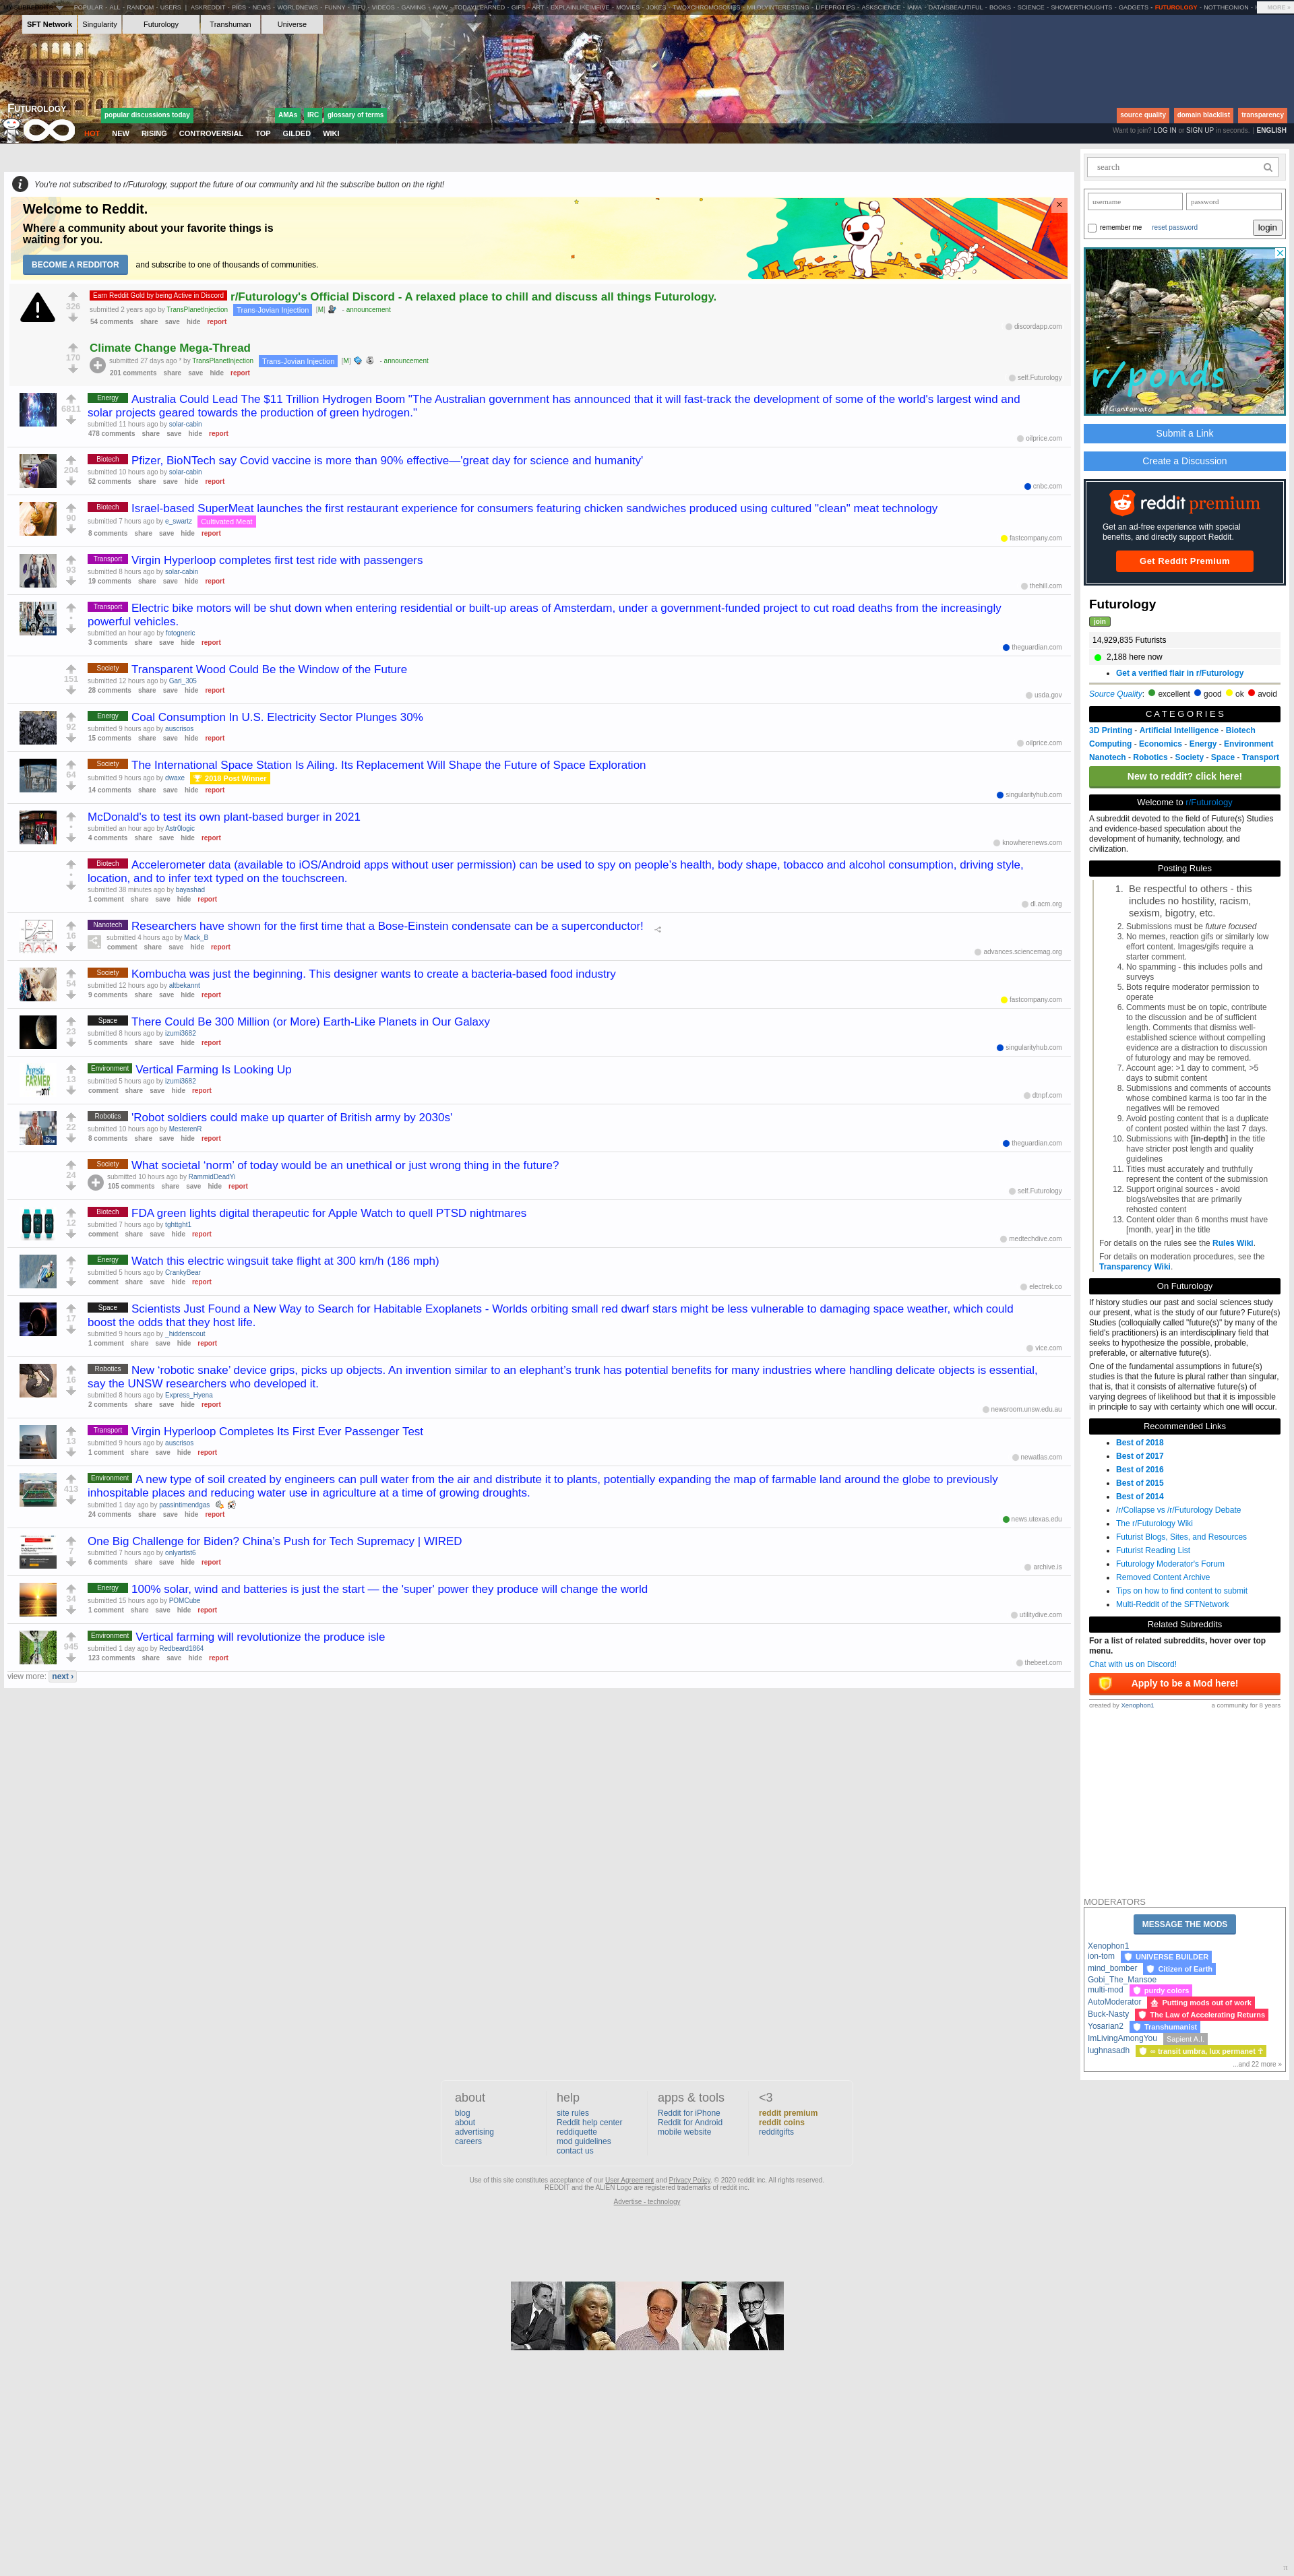 POPULAR - ALL - RANDOM - USERS | ASKREDDIT - PICS - NEWS - WORLDNEWS - FUNNY - TIFU - VIDEOS - GAMING - AWW - TODAYILEARNED - GIFS - ART - EXPLAINLIKEIMFIVE - MOVIES - JOKES - TWOXCHROMOSOMES - MILDLYINTERESTING - LIFEPROTIPS - ASKSCIENCE - IAMA - DATAISBEAUTIFUL - BOOKS - SCIENCE - SHOWERTHOUGHTS - GADGETS - FUTUROLOGY - NOTTHEONION - MORE »
SFT Network Singularity Futurology Transhuman Universe
FUTUROLOGY
popular discussions today AMAs IRC glossary of terms source quality domain blacklist transparency
HOT NEW RISING CONTROVERSIAL TOP GILDED WIKI
Want to join? LOG IN or SIGN UP in seconds. | ENGLISH
You're not subscribed to r/Futurology, support the future of our community and hit the subscribe button on the right!
Welcome to Reddit.
Where a community about your favorite things is
waiting for you.
BECOME A REDDITOR and subscribe to one of thousands of communities.
326
Earn Reddit Gold by being Active in Discord r/Futurology's Official Discord - A relaxed place to chill and discuss all things Futurology.
submitted 2 years ago by TransPlanetInjection Trans-Jovian Injection [M] - announcement
54 comments share save hide report
discordapp.com
170
Climate Change Mega-Thread
submitted 27 days ago * by TransPlanetInjection Trans-Jovian Injection [M] - announcement
201 comments share save hide report
self.Futurology
6811
Energy Australia Could Lead The $11 Trillion Hydrogen Boom "The Australian government has announced that it will fast-track the development of some of the world's largest wind and
solar projects geared towards the production of green hydrogen."
submitted 11 hours ago by solar-cabin
478 comments share save hide report
oilprice.com
204
Biotech Pfizer, BioNTech say Covid vaccine is more than 90% effective—'great day for science and humanity'
submitted 10 hours ago by solar-cabin
52 comments share save hide report
cnbc.com
90
Biotech Israel-based SuperMeat launches the first restaurant experience for consumers featuring chicken sandwiches produced using cultured "clean" meat technology
submitted 7 hours ago by e_swartz Cultivated Meat
8 comments share save hide report
fastcompany.com
93
Transport Virgin Hyperloop completes first test ride with passengers
submitted 8 hours ago by solar-cabin
19 comments share save hide report
thehill.com
•
Transport Electric bike motors will be shut down when entering residential or built-up areas of Amsterdam, under a government-funded project to cut road deaths from the increasingly
powerful vehicles.
submitted an hour ago by fotogneric
3 comments share save hide report
theguardian.com
151
Society Transparent Wood Could Be the Window of the Future
submitted 12 hours ago by Gari_305
28 comments share save hide report
usda.gov
92
Energy Coal Consumption In U.S. Electricity Sector Plunges 30%
submitted 9 hours ago by auscrisos
15 comments share save hide report
oilprice.com
64
Society The International Space Station Is Ailing. Its Replacement Will Shape the Future of Space Exploration
submitted 9 hours ago by dwaxe 2018 Post Winner
14 comments share save hide report
singularityhub.com
•
McDonald's to test its own plant-based burger in 2021
submitted an hour ago by Astr0logic
4 comments share save hide report
knowherenews.com
•
Biotech Accelerometer data (available to iOS/Android apps without user permission) can be used to spy on people's health, body shape, tobacco and alcohol consumption, driving style,
location, and to infer text typed on the touchscreen.
submitted 38 minutes ago by bayashad
1 comment share save hide report
dl.acm.org
16
Nanotech Researchers have shown for the first time that a Bose-Einstein condensate can be a superconductor!
submitted 4 hours ago by Mack_B
comment share save hide report
advances.sciencemag.org
54
Society Kombucha was just the beginning. This designer wants to create a bacteria-based food industry
submitted 12 hours ago by altbekannt
9 comments share save hide report
fastcompany.com
23
Space There Could Be 300 Million (or More) Earth-Like Planets in Our Galaxy
submitted 8 hours ago by izumi3682
5 comments share save hide report
singularityhub.com
13
Environment Vertical Farming Is Looking Up
submitted 5 hours ago by izumi3682
comment share save hide report
dtnpf.com
22
Robotics 'Robot soldiers could make up quarter of British army by 2030s'
submitted 10 hours ago by MesterenR
8 comments share save hide report
theguardian.com
24
Society What societal ‘norm’ of today would be an unethical or just wrong thing in the future?
submitted 10 hours ago by RammidDeadYi
105 comments share save hide report
self.Futurology
12
Biotech FDA green lights digital therapeutic for Apple Watch to quell PTSD nightmares
submitted 7 hours ago by tghttght1
comment share save hide report
medtechdive.com
7
Energy Watch this electric wingsuit take flight at 300 km/h (186 mph)
submitted 5 hours ago by CrankyBear
comment share save hide report
electrek.co
17
Space Scientists Just Found a New Way to Search for Habitable Exoplanets - Worlds orbiting small red dwarf stars might be less vulnerable to damaging space weather, which could
boost the odds that they host life.
submitted 9 hours ago by _hiddenscout
1 comment share save hide report
vice.com
16
Robotics New ‘robotic snake’ device grips, picks up objects. An invention similar to an elephant’s trunk has potential benefits for many industries where handling delicate objects is essential,
say the UNSW researchers who developed it.
submitted 8 hours ago by Express_Hyena
2 comments share save hide report
newsroom.unsw.edu.au
13
Transport Virgin Hyperloop Completes Its First Ever Passenger Test
submitted 9 hours ago by auscrisos
1 comment share save hide report
newatlas.com
413
Environment A new type of soil created by engineers can pull water from the air and distribute it to plants, potentially expanding the map of farmable land around the globe to previously
inhospitable places and reducing water use in agriculture at a time of growing droughts.
submitted 1 day ago by passintimendgas
24 comments share save hide report
news.utexas.edu
7
One Big Challenge for Biden? China's Push for Tech Supremacy | WIRED
submitted 7 hours ago by onlyartist6
6 comments share save hide report
archive.is
34
Energy 100% solar, wind and batteries is just the start — the 'super' power they produce will change the world
submitted 15 hours ago by POMCube
1 comment share save hide report
utilitydive.com
945
Environment Vertical farming will revolutionize the produce isle
submitted 1 day ago by Redbeard1864
123 comments share save hide report
thebeet.com
view more: next ›
search
username password
remember me reset password login
r/ponds
u/Giantomato
Submit a Link
Create a Discussion
reddit premium
Get an ad-free experience with special
benefits, and directly support Reddit.
Get Reddit Premium
Futurology
join
14,929,835 Futurists
2,188 here now
Get a verified flair in r/Futurology
Source Quality: excellent good ok avoid
CATEGORIES
3D Printing - Artificial Intelligence - Biotech
Computing - Economics - Energy - Environment
Nanotech - Robotics - Society - Space - Transport
New to reddit? click here!
Welcome to r/Futurology
A subreddit devoted to the field of Future(s) Studies
and evidence-based speculation about the
development of humanity, technology, and
civilization.
Posting Rules
1. Be respectful to others - this
includes no hostility, racism,
sexism, bigotry, etc.
2. Submissions must be future focused
3. No memes, reaction gifs or similarly low
effort content. Images/gifs require a
starter comment.
4. No spamming - this includes polls and
surveys
5. Bots require moderator permission to
operate
6. Comments must be on topic, contribute
to the discussion and be of sufficient
length. Comments that dismiss well-
established science without compelling
evidence are a distraction to discussion
of futurology and may be removed.
7. Account age: >1 day to comment, >5
days to submit content
8. Submissions and comments of accounts
whose combined karma is too far in the
negatives will be removed
9. Avoid posting content that is a duplicate
of content posted within the last 7 days.
10. Submissions with [in-depth] in the title
have stricter post length and quality
guidelines
11. Titles must accurately and truthfully
represent the content of the submission
12. Support original sources - avoid
blogs/websites that are primarily
rehosted content
13. Content older than 6 months must have
[month, year] in the title
For details on the rules see the Rules Wiki.
For details on moderation procedures, see the
Transparency Wiki.
On Futurology
If history studies our past and social sciences study
our present, what is the study of our future? Future(s)
Studies (colloquially called "future(s)" by many of the
field's practitioners) is an interdisciplinary field that
seeks to hypothesize the possible, probable,
preferable, or alternative future(s).
One of the fundamental assumptions in future(s)
studies is that the future is plural rather than singular,
that is, that it consists of alternative future(s) of
varying degrees of likelihood but that it is impossible
in principle to say with certainty which one will occur.
Recommended Links
Best of 2018
Best of 2017
Best of 2016
Best of 2015
Best of 2014
/r/Collapse vs /r/Futurology Debate
The r/Futurology Wiki
Futurist Blogs, Sites, and Resources
Futurist Reading List
Futurology Moderator's Forum
Removed Content Archive
Tips on how to find content to submit
Multi-Reddit of the SFTNetwork
Related Subreddits
For a list of related subreddits, hover over top
menu.
Chat with us on Discord!
Apply to be a Mod here!
created by Xenophon1 a community for 8 years
MODERATORS
MESSAGE THE MODS
Xenophon1
ion-tom UNIVERSE BUILDER
mind_bomber Citizen of Earth
Gobi_The_Mansoe
multi-mod purdy colors
AutoModerator Putting mods out of work
Buck-Nasty The Law of Accelerating Returns
Yosarian2 Transhumanist
ImLivingAmongYou Sapient A.I.
lughnasadh ∞ transit umbra, lux permanet ☥
...and 22 more »
about
blog
about
advertising
careers
help
site rules
Reddit help center
reddiquette
mod guidelines
contact us
apps & tools
Reddit for iPhone
Reddit for Android
mobile website
<3
reddit premium
reddit coins
redditgifts
Use of this site constitutes acceptance of our User Agreement and Privacy Policy. © 2020 reddit inc. All rights reserved.
REDDIT and the ALIEN Logo are registered trademarks of reddit inc.
Advertise - technology
π